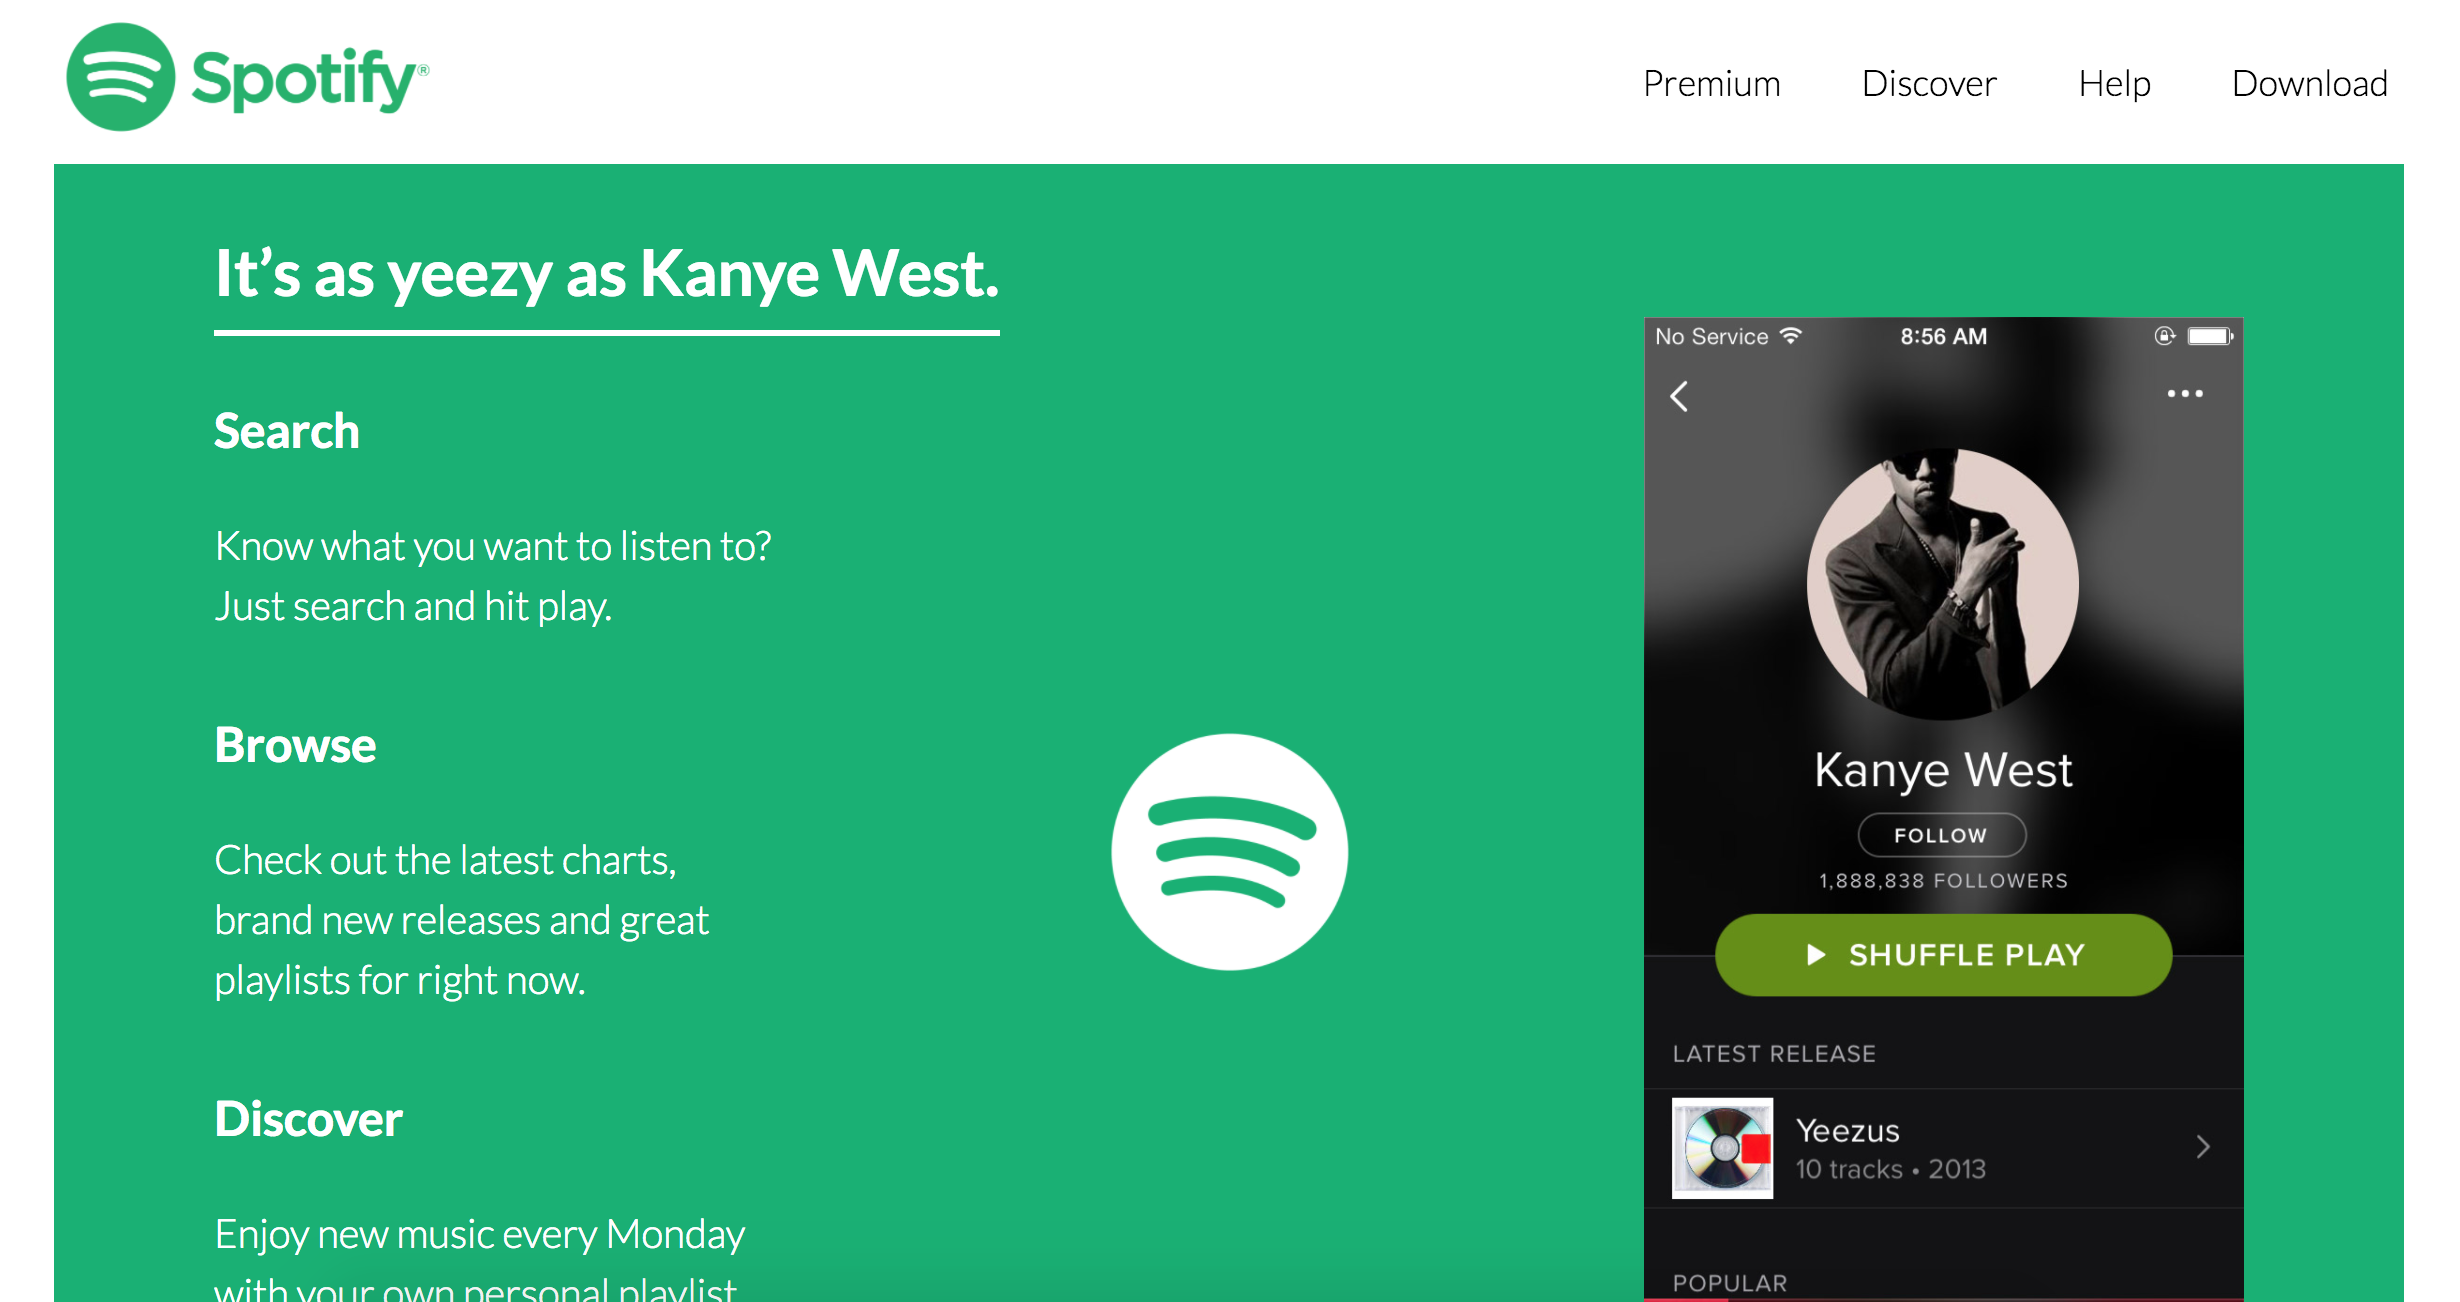 Spotify®
Premium Discover Help Download
It’s as yeezy as Kanye West.
Search
Know what you want to listen to?
Just search and hit play.
Browse
Check out the latest charts,
brand new releases and great
playlists for right now.
Discover
Enjoy new music every Monday
with your own personal playlist
No Service 8:56 AM
Kanye West
FOLLOW
1,888,838 FOLLOWERS
SHUFFLE PLAY
LATEST RELEASE
Yeezus
10 tracks • 2013
POPULAR